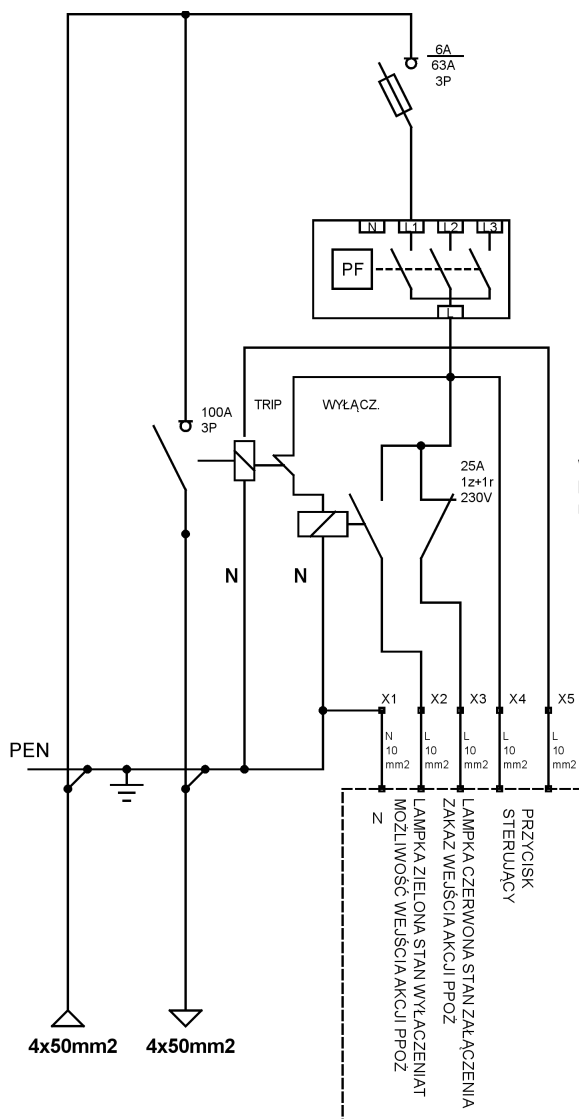 6A
63A
3P
N L1 L2 L3
PF
L
100A
3P
TRIP
WYŁĄCZ.
25A
1z+1r
230V
N
N
X1 X2 X3 X4 X5
PEN
N
10
mm2
L
10
mm2
L
10
mm2
L
10
mm2
L
10
mm2
N
LAMPKA ZIELONA STAN WYŁACZENIAT
MOŻLIWOŚĆ WEJŚCIA AKCJI PPOŻ
LAMPKA CZERWONA STAN ZAŁĄCZENIA
ZAKAZ WEJŚCIA AKCJI PPOŻ
PRZYCISK
STERUJĄCY
4x50mm2
4x50mm2